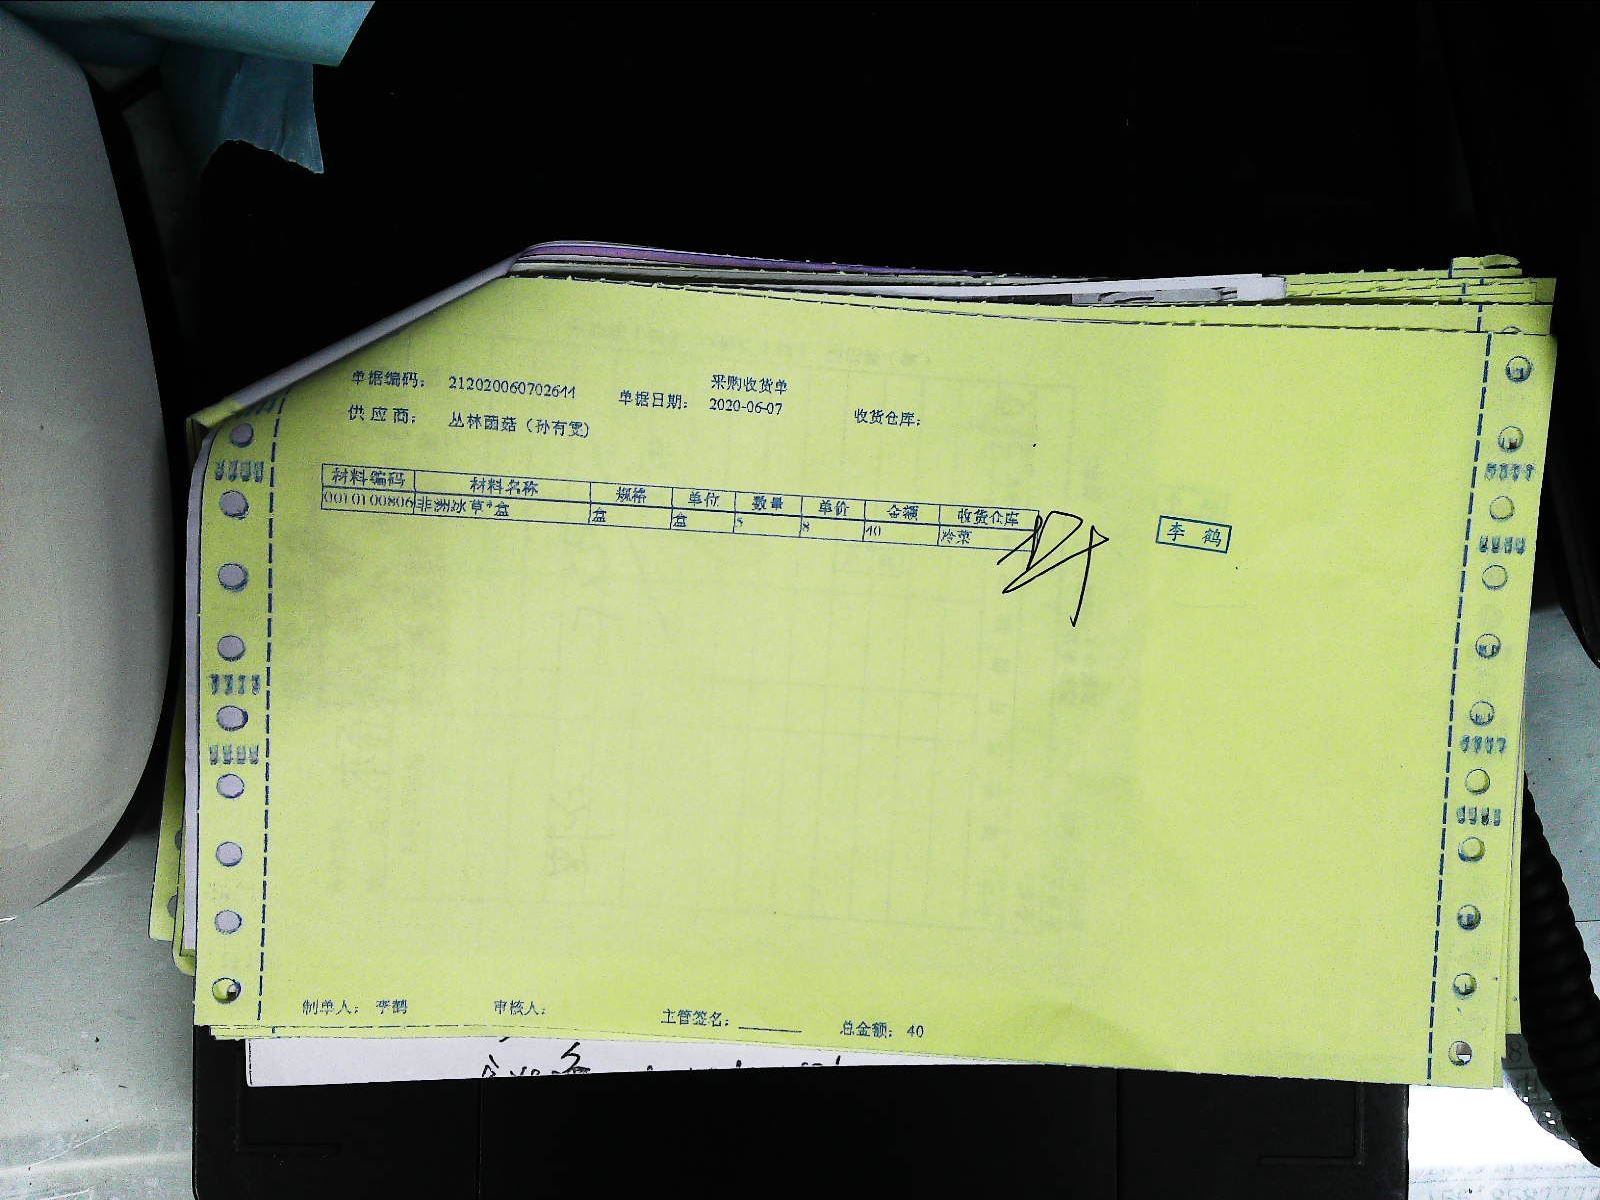 采购收货单
单据编码： 212020060702644 单据日期： 2020-06-07 收货仓库：
供应商： 丛林菌菇（孙有雯）
材料编码 材料名称 规格 单位 数量 单价 金额 收货仓库
0010100806 非洲冰草*盒 盒 盒 5 8 40 冷菜
李 鹤
制单人： 李鹤 审核人： 主管签名： 总金额： 40